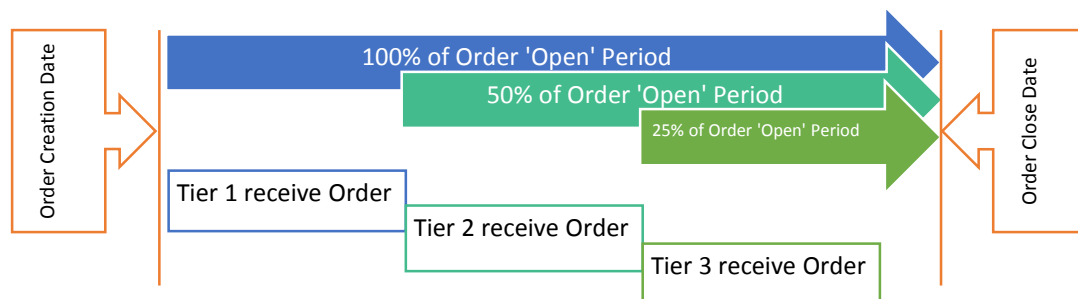 Order Creation Date
100% of Order 'Open' Period
50% of Order 'Open' Period
25% of Order 'Open' Period
Tier 1 receive Order
Tier 2 receive Order
Tier 3 receive Order
Order Close Date